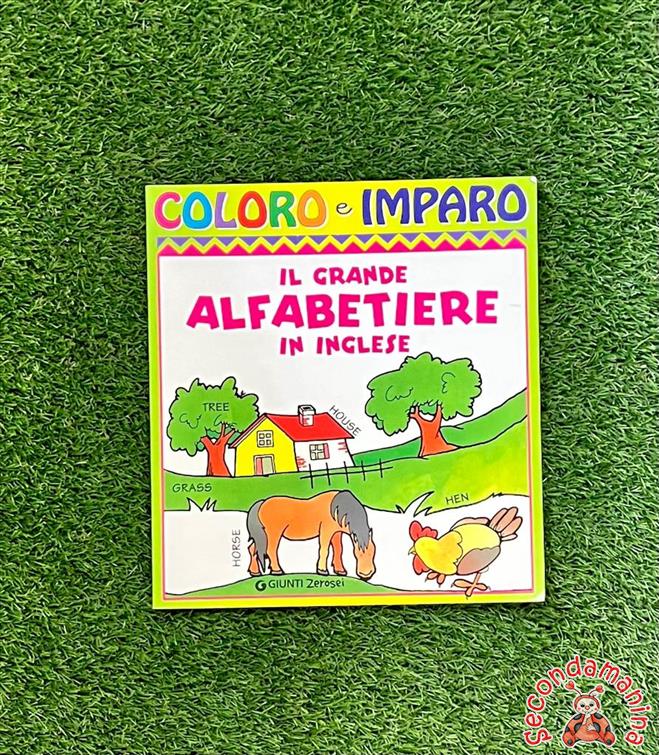 COLORO e IMPARO
IL GRANDE
ALFABETIERE
IN INGLESE
TREE
HOUSE
GRASS
HEN
HORSE
GIUNTI Zerosei
Secondamanina